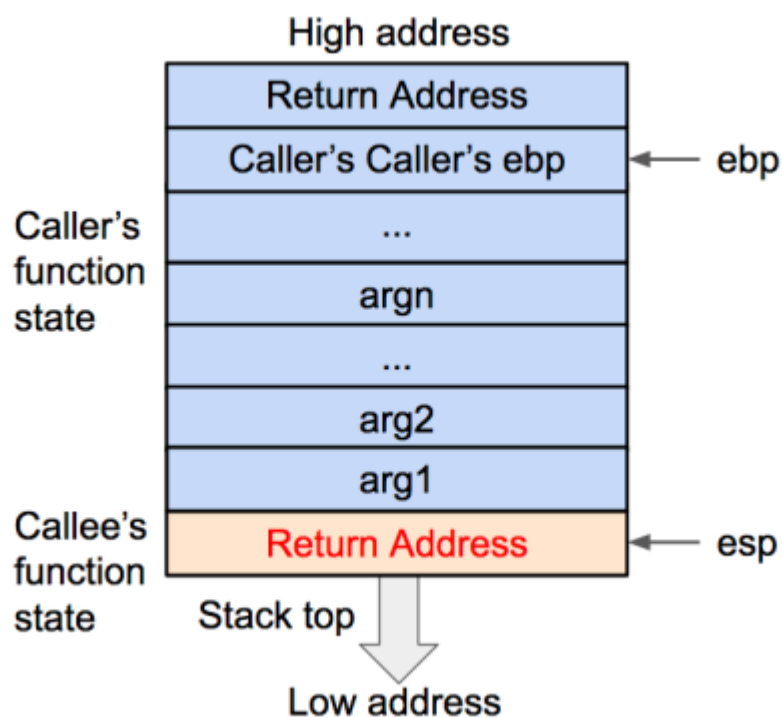 High address
Return Address
Caller's Caller's ebp
ebp
...
Caller's
function
state
argn
...
arg2
arg1
Callee's
function
state
Return Address
esp
Stack top
Low address